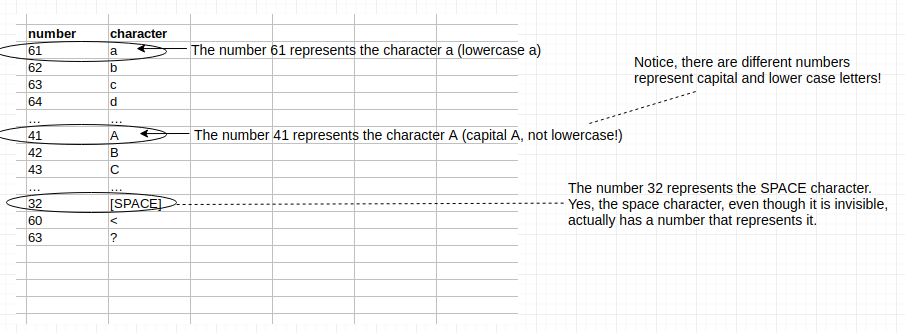 number character
61 a The number 61 represents the character a (lowercase a)
62 b
63 c
64 d
... ...
41 A The number 41 represents the character A (capital A, not lowercase!)
42 B
43 C
... ...
32 [SPACE]
60 <
63 ?
Notice, there are different numbers
represent capital and lower case letters!
The number 32 represents the SPACE character.
Yes, the space character, even though it is invisible,
actually has a number that represents it.